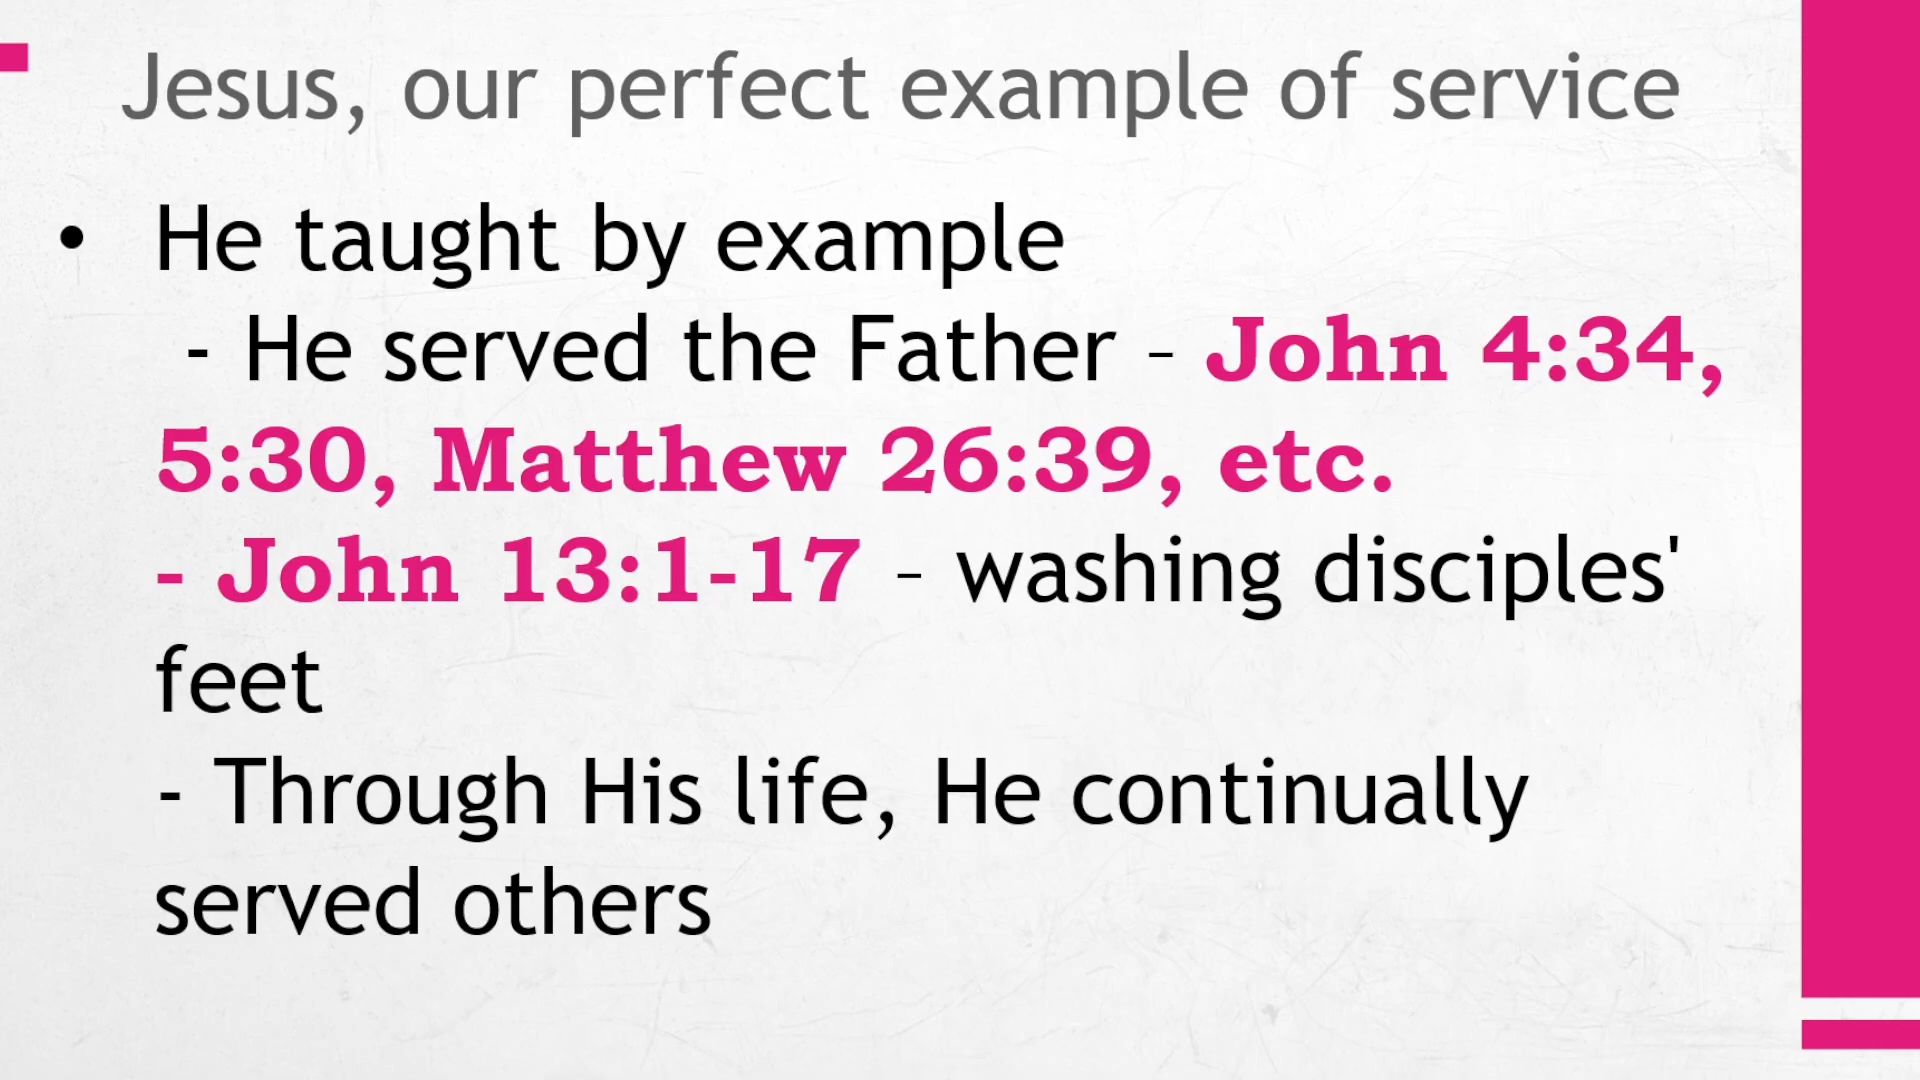 Jesus, our perfect example of service
• He taught by example
- He served the Father – John 4:34,
5:30, Matthew 26:39, etc.
- John 13:1-17 – washing disciples'
feet
- Through His life, He continually
served others